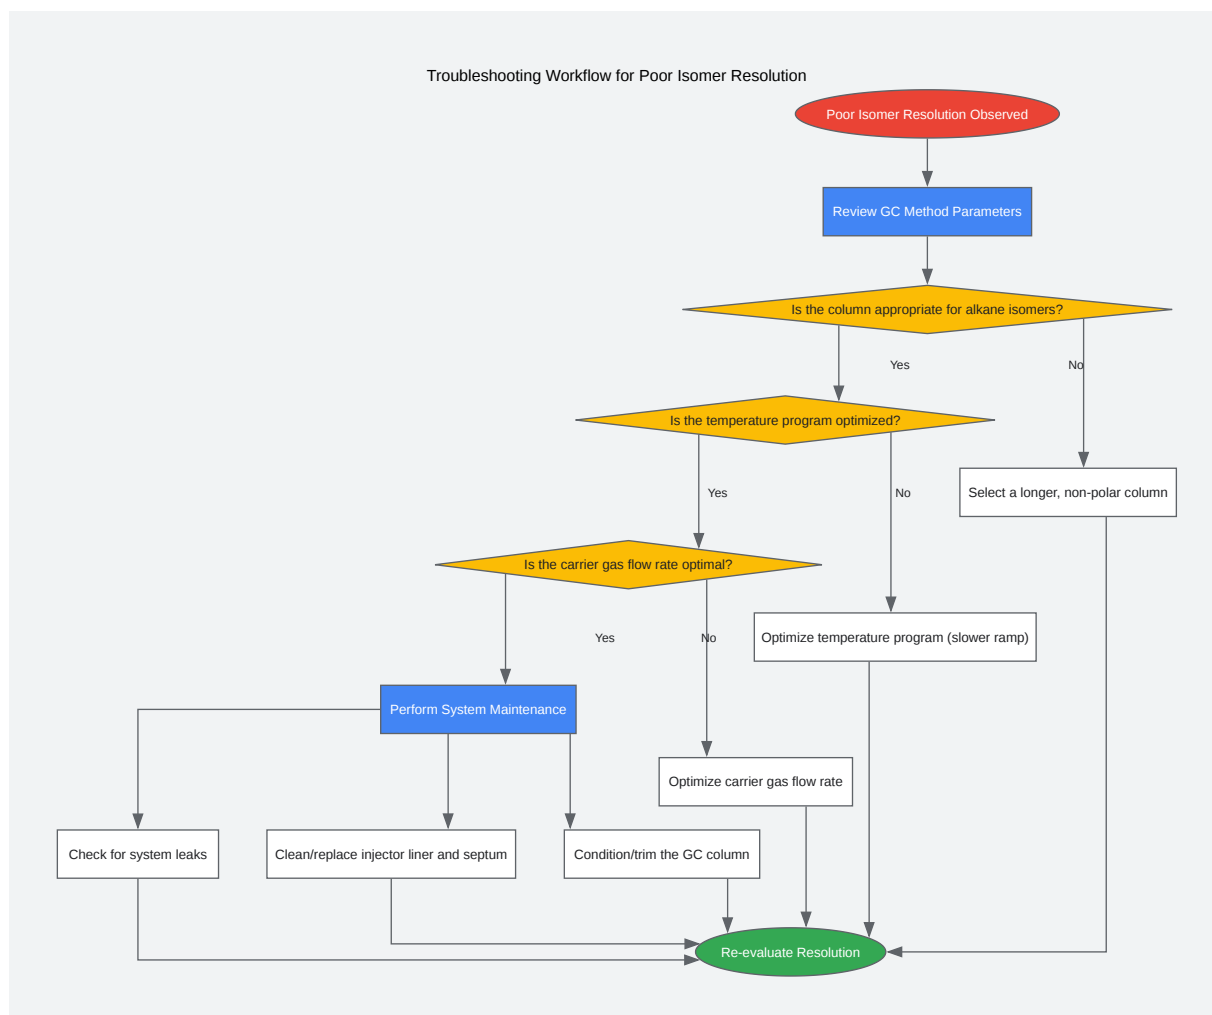 Troubleshooting Workflow for Poor Isomer Resolution
Poor Isomer Resolution Observed
Review GC Method Parameters
Is the column appropriate for alkane isomers?
Yes
No
Is the temperature program optimized?
Yes
No
Select a longer, non-polar column
Is the carrier gas flow rate optimal?
Yes
No
Optimize temperature program (slower ramp)
Perform System Maintenance
Optimize carrier gas flow rate
Check for system leaks
Clean/replace injector liner and septum
Condition/trim the GC column
Re-evaluate Resolution